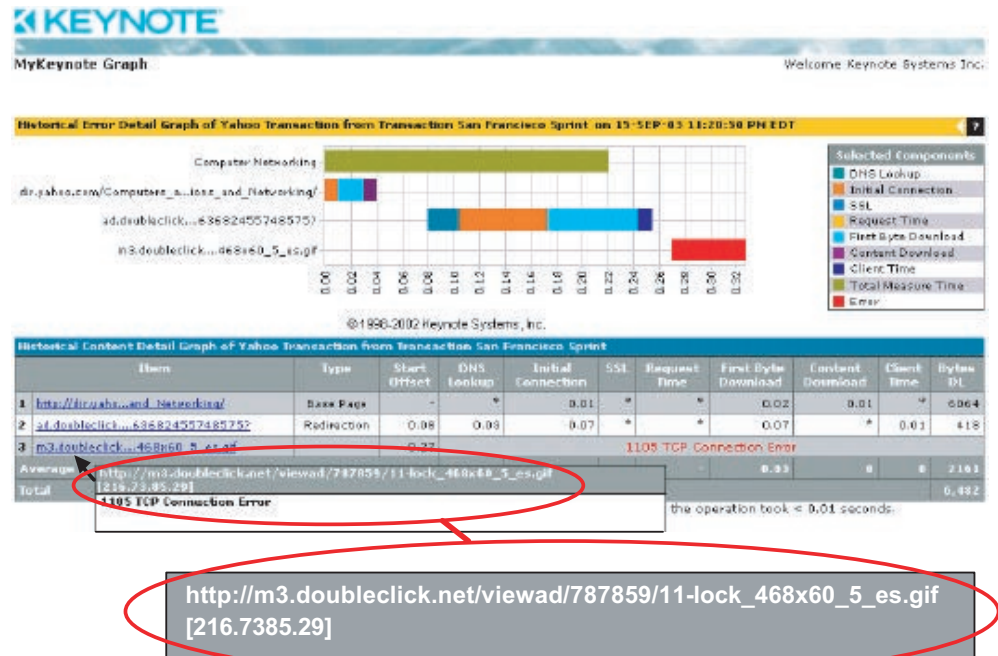 KEYNOTE
MyKeynote Graph
Welcome Keynote Systems Inc.
Historical Error Detail Graph of Yahoo Transaction from Transaction San Francisco Sprint on 15-SEP-03 11:20:50 PM EDT
?
Computer Networking
dir.yahoo.com/Computers_a...ions_and_Networking/
ad.doubleclick...63682455748575?
m3.doubleclick...468x60_5_es.gif
0.00 0.02 0.04 0.06 0.08 0.10 0.12 0.14 0.16 0.18 0.20 0.22 0.24 0.26 0.28 0.30 0.32
Selected Components
DNS Lookup
Initial Connection
SSL
Request Time
First Byte Download
Content Download
Client Time
Total Measure Time
Error
©1996-2002 Keynote Systems, Inc.
Historical Content Detail Graph of Yahoo Transaction from Transaction San Francisco Sprint
Item Type Start Offset DNS Lookup Initial Connection SSL Request Time First Byte Download Content Download Client Time Bytes DL
1 http://dir.yaho...and_Networking/ Base Page - * 0.01 * * 0.02 0.01 * 6064
2 ad.doubleclick...63682455748575? Redirection 0.08 0.07 * * 0.07 * 0.01 418
3 m3.doubleclick...468x60_5_es.gif 0.27 1105 TCP Connection Error
Average - 0 0 2161
Total 6,482
http://m3.doubleclick.net/viewad/787859/11-lock_468x60_5_es.gif
[216.73.85.29]
1105 TCP Connection Error
the operation took < 0.01 seconds.
http://m3.doubleclick.net/viewad/787859/11-lock_468x60_5_es.gif
[216.7385.29]